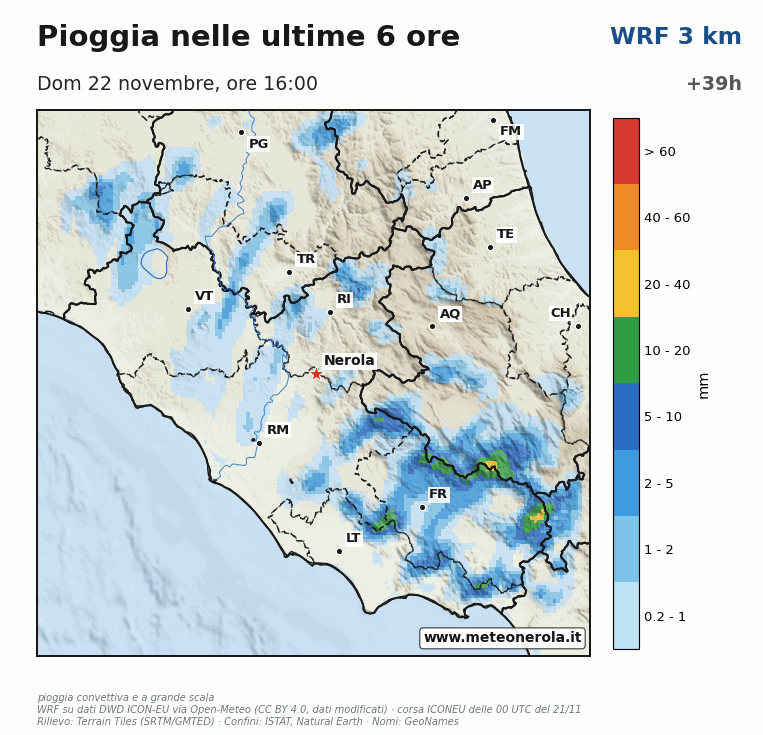 Pioggia nelle ultime 6 ore
WRF 3 km
Dom 22 novembre, ore 16:00
+39h
FM
PG
AP
TE
TR
VT
RI
AQ
CH
Nerola
RM
FR
LT
www.meteonerola.it
> 60
40 - 60
20 - 40
10 - 20
5 - 10
2 - 5
1 - 2
0.2 - 1
mm
pioggia convettiva e a grande scala
WRF su dati DWD ICON-EU via Open-Meteo (CC BY 4.0, dati modificati) · corsa ICONEU delle 00 UTC del 21/11
Rilievo: Terrain Tiles (SRTM/GMTED) · Confini: ISTAT, Natural Earth · Nomi: GeoNames